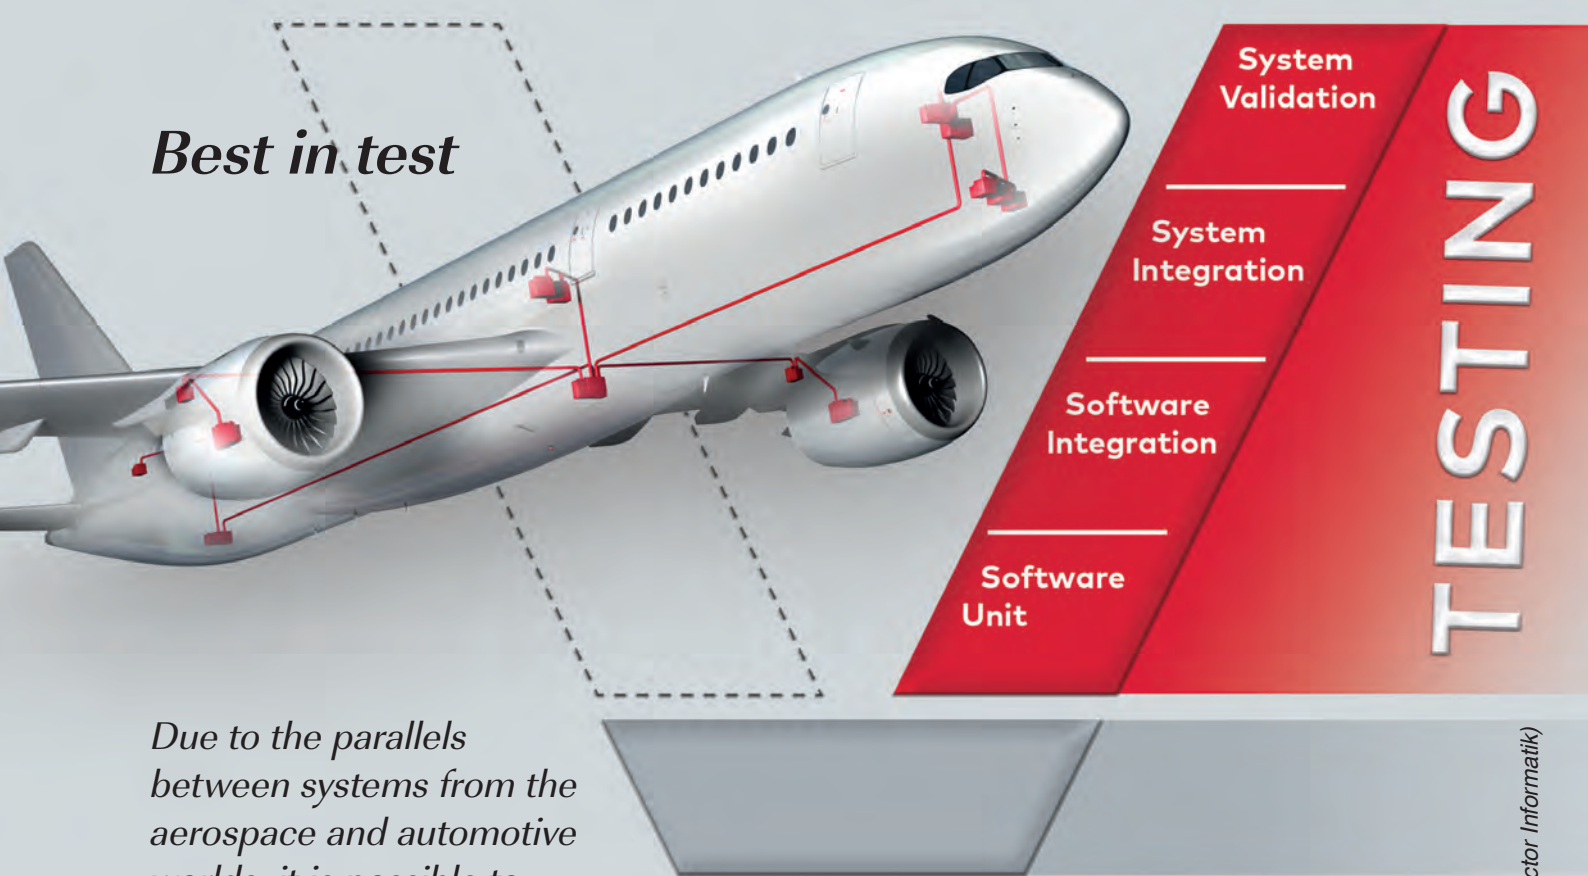 Best in test
System
Validation
System
Integration
Software
Integration
Software
Unit
TESTING
Due to the parallels
between systems from the
aerospace and automotive
Informatik)